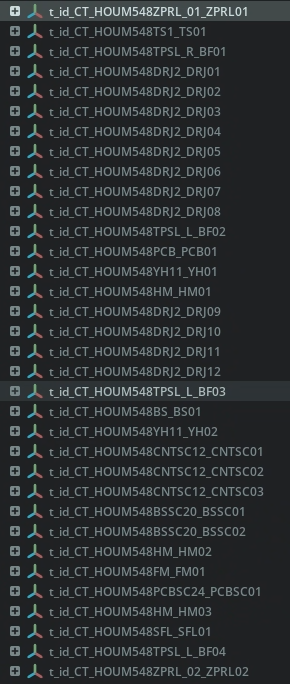 t_id_CT_HOUM548ZPRL_01_ZPRL01
t_id_CT_HOUM548TS1_TS01
t_id_CT_HOUM548TPSL_R_BF01
t_id_CT_HOUM548DRJ2_DRJ01
t_id_CT_HOUM548DRJ2_DRJ02
t_id_CT_HOUM548DRJ2_DRJ03
t_id_CT_HOUM548DRJ2_DRJ04
t_id_CT_HOUM548DRJ2_DRJ05
t_id_CT_HOUM548DRJ2_DRJ06
t_id_CT_HOUM548DRJ2_DRJ07
t_id_CT_HOUM548DRJ2_DRJ08
t_id_CT_HOUM548TPSL_L_BF02
t_id_CT_HOUM548PCB_PCB01
t_id_CT_HOUM548YH11_YH01
t_id_CT_HOUM548HM_HM01
t_id_CT_HOUM548DRJ2_DRJ09
t_id_CT_HOUM548DRJ2_DRJ10
t_id_CT_HOUM548DRJ2_DRJ11
t_id_CT_HOUM548DRJ2_DRJ12
t_id_CT_HOUM548TPSL_L_BF03
t_id_CT_HOUM548BS_BS01
t_id_CT_HOUM548YH11_YH02
t_id_CT_HOUM548CNTSC12_CNTSC01
t_id_CT_HOUM548CNTSC12_CNTSC02
t_id_CT_HOUM548CNTSC12_CNTSC03
t_id_CT_HOUM548BSSC20_BSSC01
t_id_CT_HOUM548BSSC20_BSSC02
t_id_CT_HOUM548HM_HM02
t_id_CT_HOUM548FM_FM01
t_id_CT_HOUM548PCBSC24_PCBSC01
t_id_CT_HOUM548HM_HM03
t_id_CT_HOUM548SFL_SFL01
t_id_CT_HOUM548TPSL_L_BF04
t_id_CT_HOUM548ZPRL_02_ZPRL02